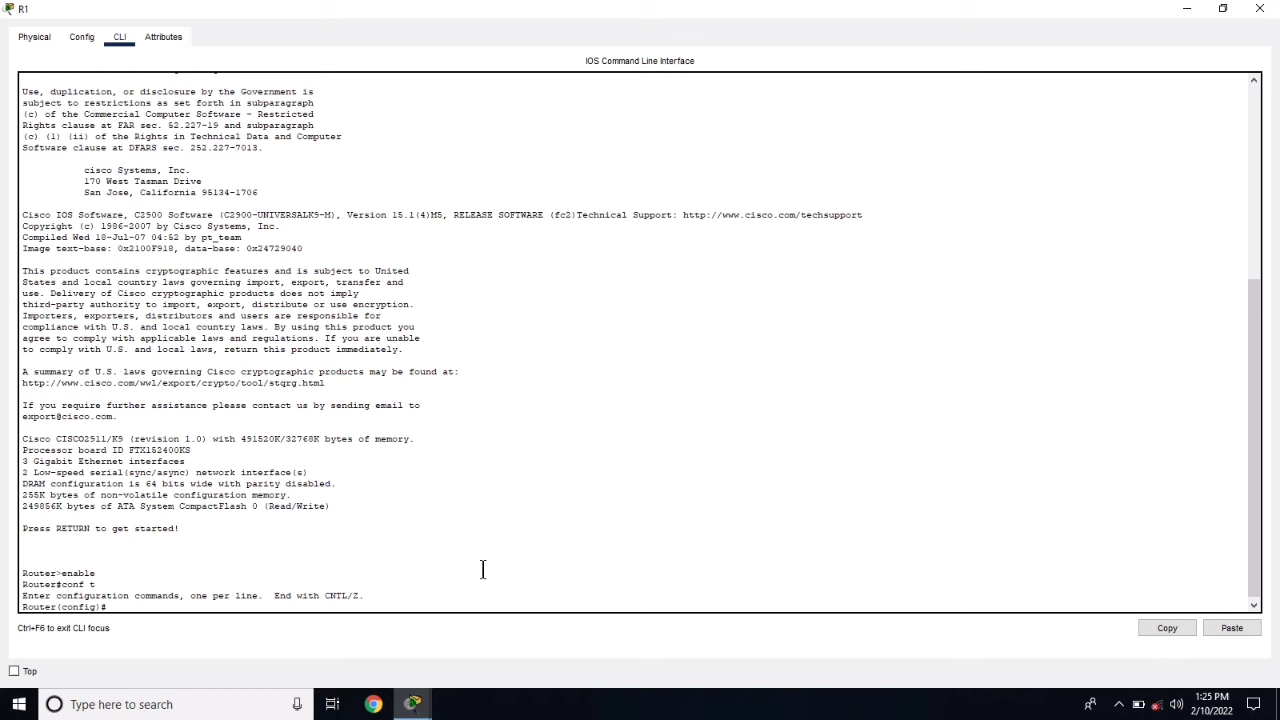 R1
Physical
Config
CLI
Attributes
IOS Command Line Interface
Use, duplication, or disclosure by the Government is
subject to restrictions as set forth in subparagraph
(c) of the Commercial Computer Software - Restricted
Rights clause at FAR sec. 52.227-19 and subparagraph
(c) (1) (ii) of the Rights in Technical Data and Computer
Software clause at DFARS sec. 252.227-7013.
cisco Systems, Inc.
170 West Tasman Drive
San Jose, California 95134-1706
Cisco IOS Software, C2900 Software (C2900-UNIVERSALK9-M), Version 15.1(4)M5, RELEASE SOFTWARE (fc2)Technical Support: http://www.cisco.com/techsupport
Copyright (c) 1986-2007 by Cisco Systems, Inc.
Compiled Wed 18-Jul-07 04:52 by pt_team
Image text-base: 0x2100F918, data-base: 0x24729040
This product contains cryptographic features and is subject to United
States and local country laws governing import, export, transfer and
use. Delivery of Cisco cryptographic products does not imply
third-party authority to import, export, distribute or use encryption.
Importers, exporters, distributors and users are responsible for
compliance with U.S. and local country laws. By using this product you
agree to comply with applicable laws and regulations. If you are unable
to comply with U.S. and local laws, return this product immediately.
A summary of U.S. laws governing Cisco cryptographic products may be found at:
http://www.cisco.com/wwl/export/crypto/tool/stqrg.html
If you require further assistance please contact us by sending email to
export@cisco.com.
Cisco CISCO2911/K9 (revision 1.0) with 491520K/32768K bytes of memory.
Processor board ID FTX152400KS
3 Gigabit Ethernet interfaces
2 Low-speed serial(sync/async) network interface(s)
DRAM configuration is 64 bits wide with parity disabled.
255K bytes of non-volatile configuration memory.
249856K bytes of ATA System CompactFlash 0 (Read/Write)
Press RETURN to get started!
Router>enable
Router#conf t
Enter configuration commands, one per line.  End with CNTL/Z.
Router(config)#
Ctrl+F6 to exit CLI focus
Copy
Paste
Top
Type here to search
1:25 PM
2/10/2022